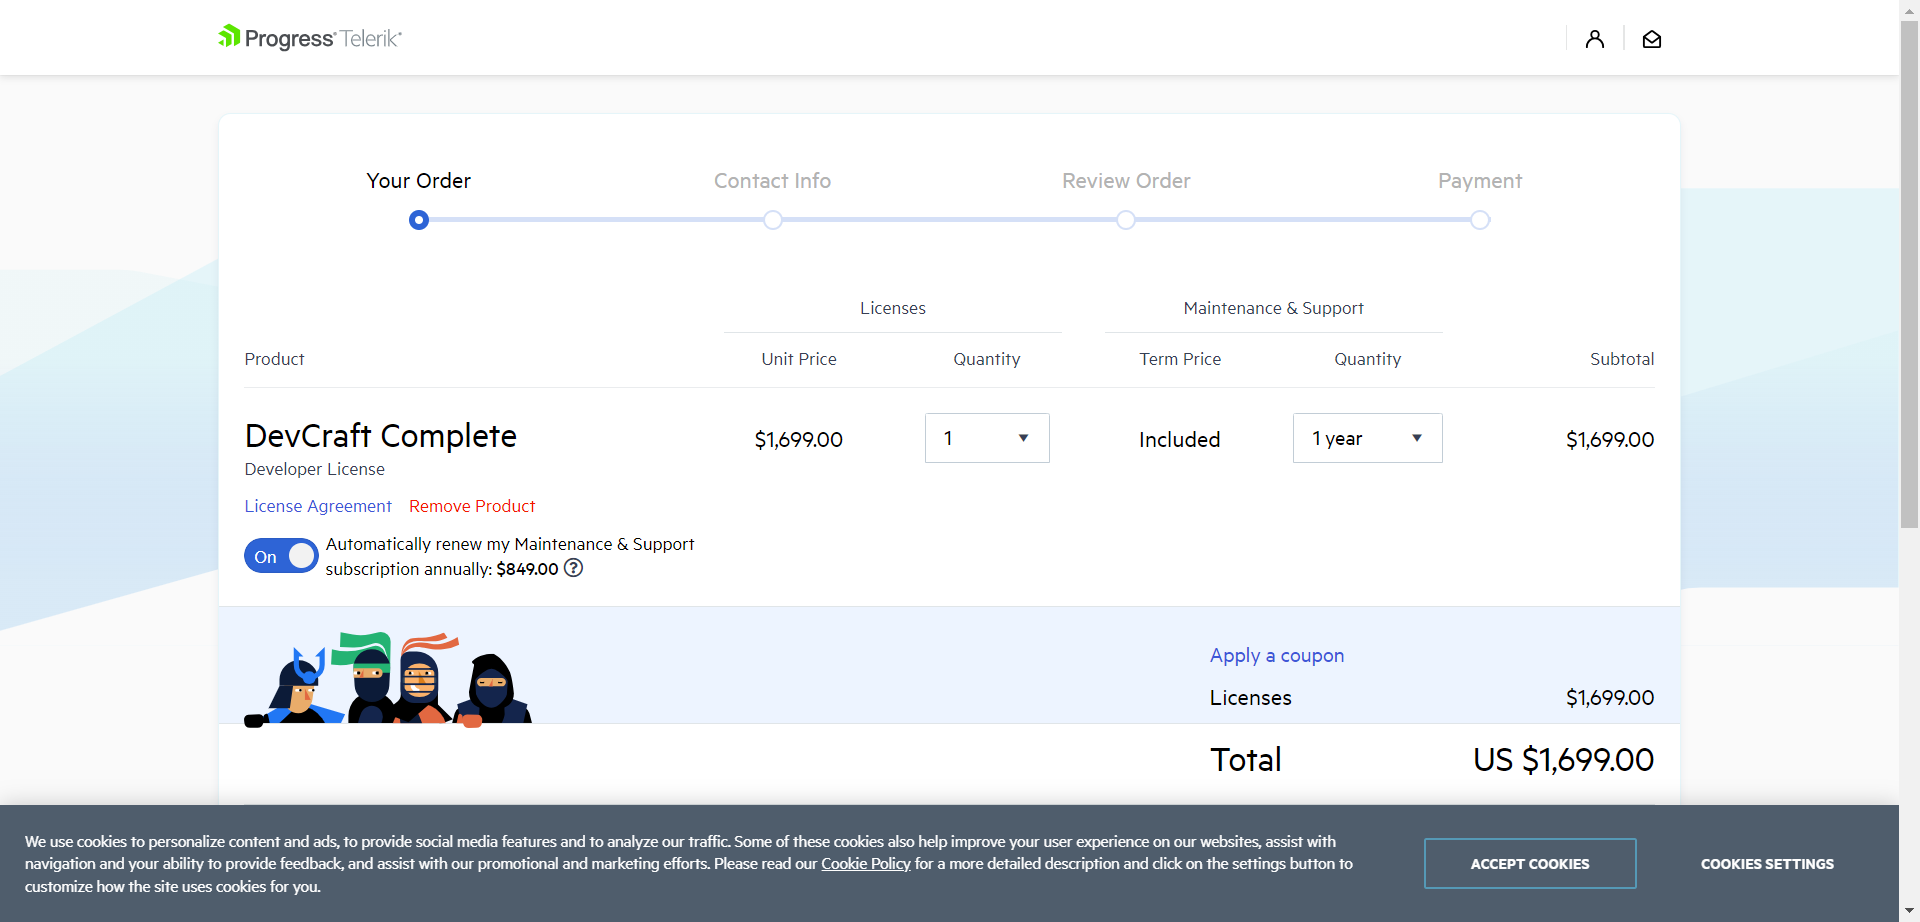 Progress Telerik
Your Order
Contact Info
Review Order
Payment
Licenses
Maintenance & Support
Product
Unit Price
Quantity
Term Price
Quantity
Subtotal
DevCraft Complete
$1,699.00
1
Included
1 year
$1,699.00
Developer License
License Agreement
Remove Product
On
Automatically renew my Maintenance & Support
subscription annually: $849.00
Apply a coupon
Licenses
$1,699.00
Total
US $1,699.00
We use cookies to personalize content and ads, to provide social media features and to analyze our traffic. Some of these cookies also help improve your user experience on our websites, assist with
navigation and your ability to provide feedback, and assist with our promotional and marketing efforts. Please read our Cookie Policy for a more detailed description and click on the settings button to
customize how the site uses cookies for you.
ACCEPT COOKIES
COOKIES SETTINGS